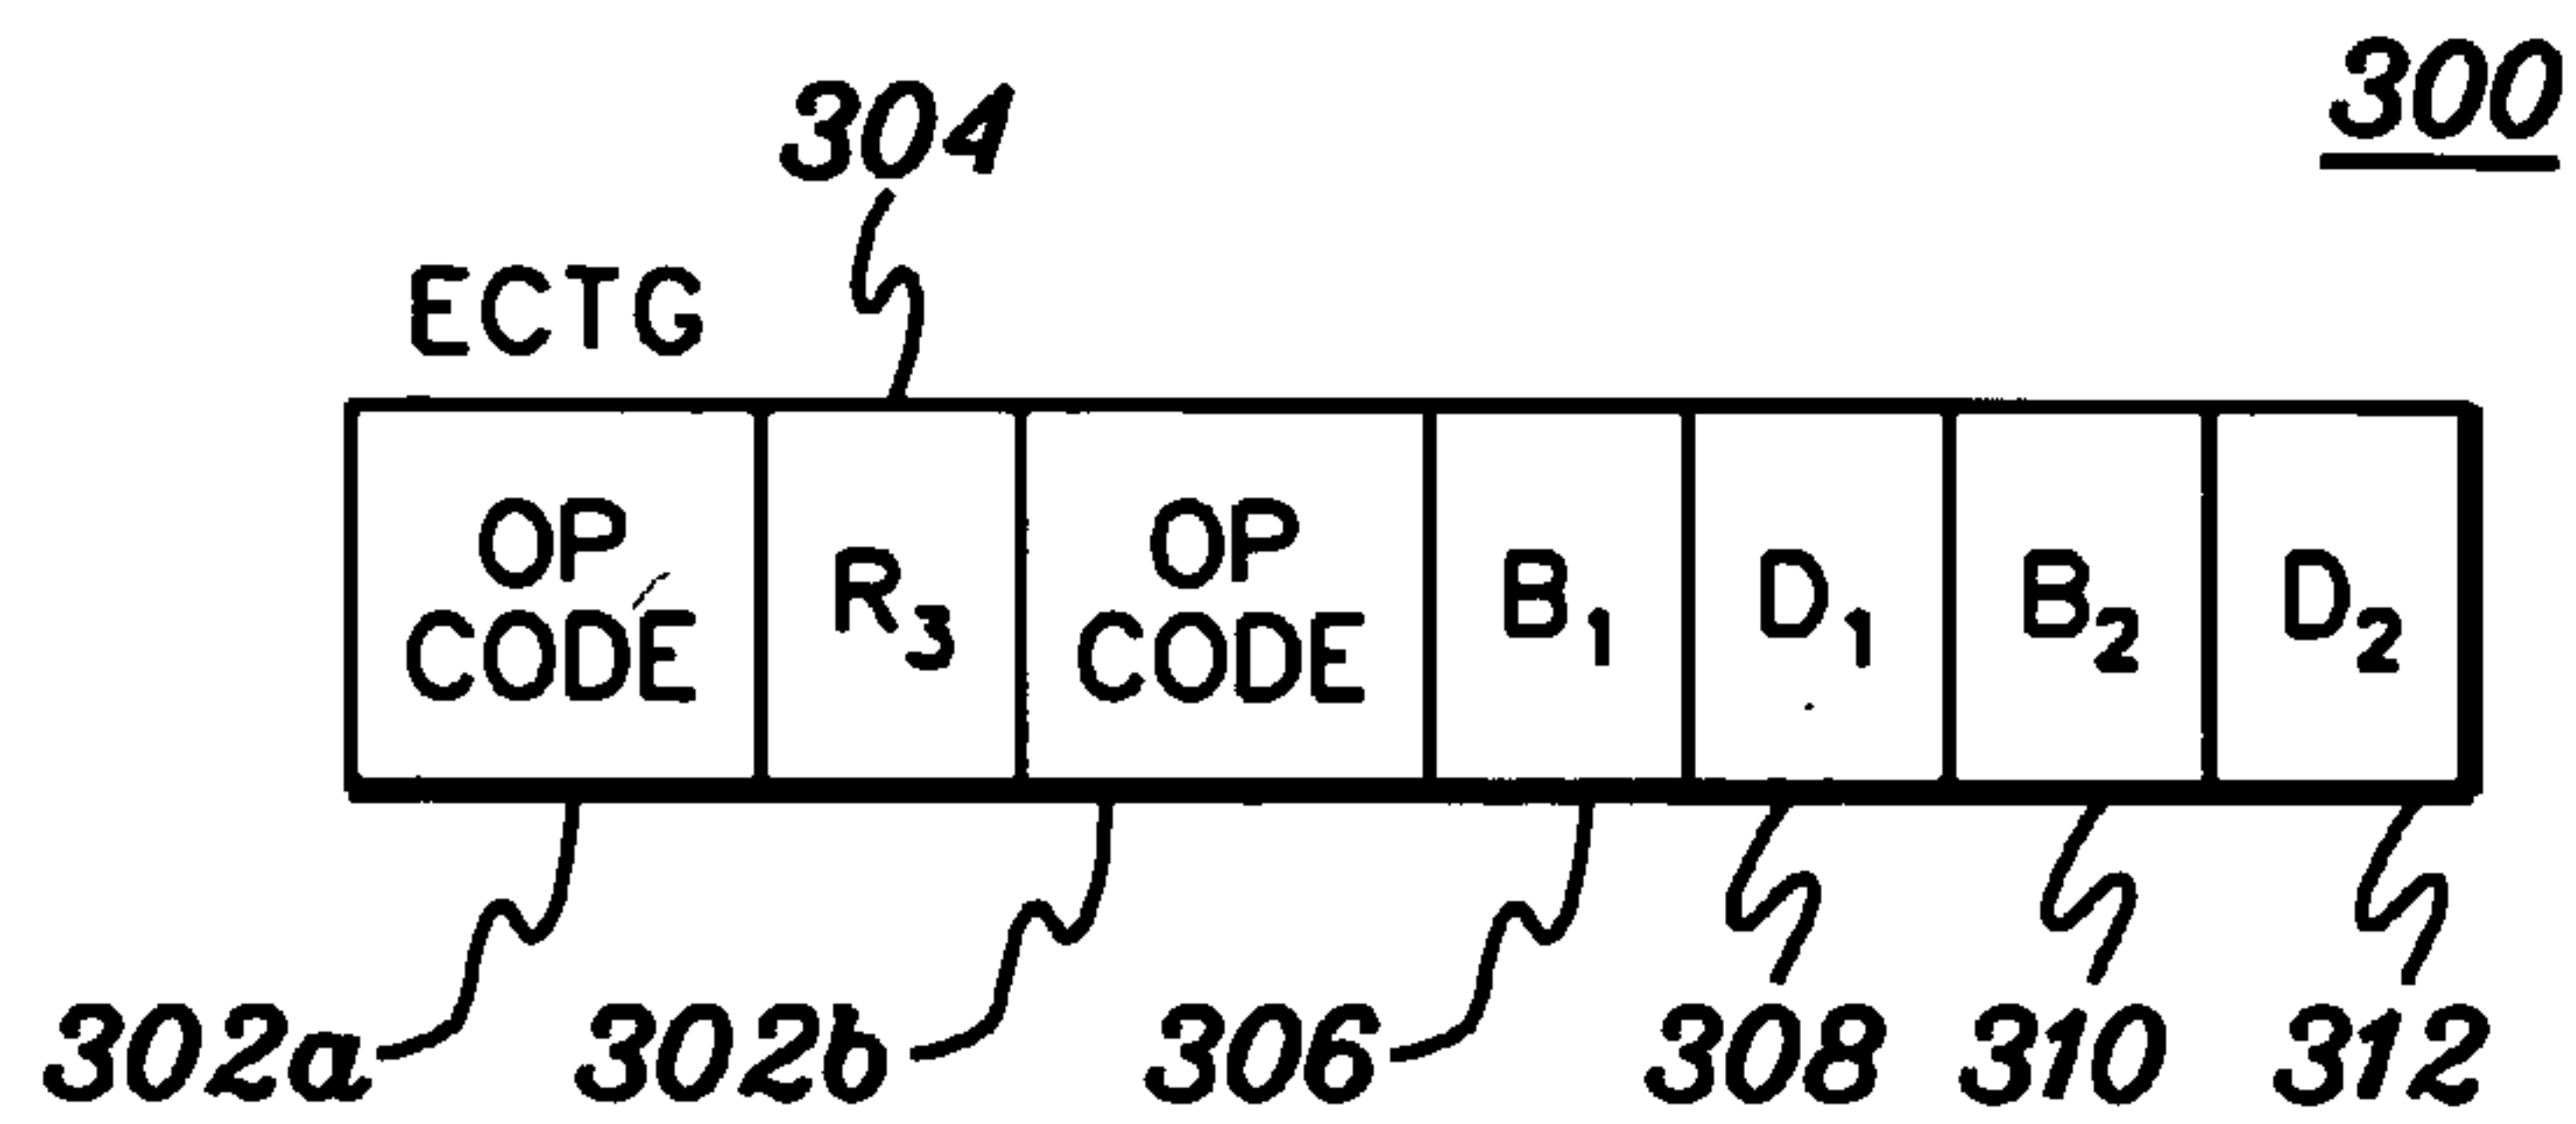 300
304
ECTG
OP CODE R3 OP CODE B1 D1 B2 D2
302a 302b 306 308 310 312